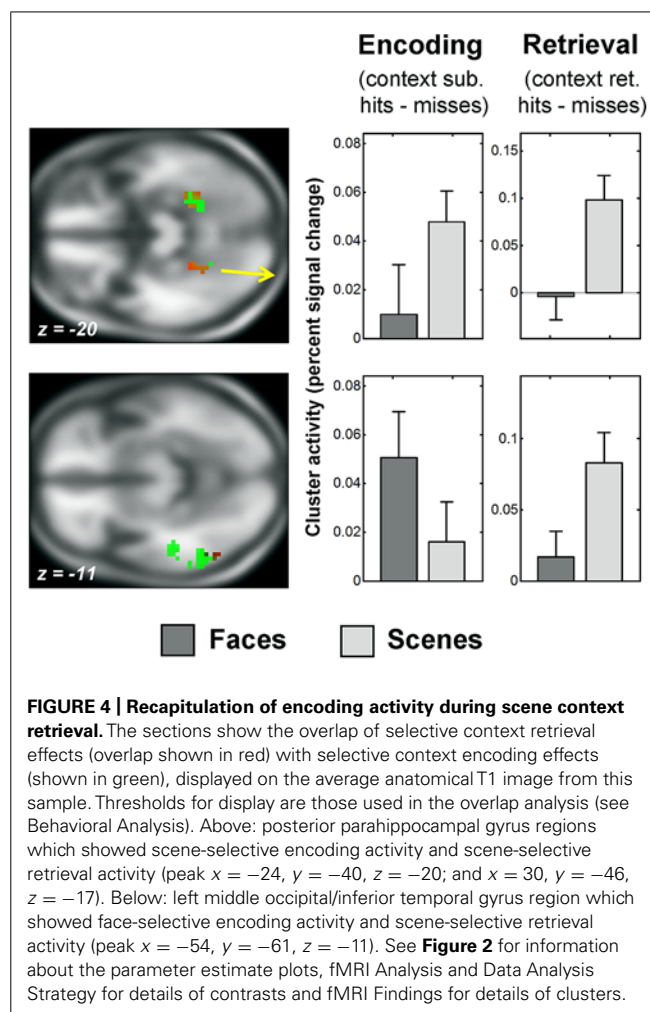 Encoding
(context sub.
hits - misses)
Retrieval
(context ret.
hits - misses)
z = -20
z = -11
Cluster activity (percent signal change)
0.08
0.06
0.04
0.02
0
0.15
0.1
0.05
0
0.08
0.06
0.04
0.02
0
0.1
0.05
0
Faces
Scenes
FIGURE 4 | Recapitulation of encoding activity during scene context
retrieval. The sections show the overlap of selective context retrieval
effects (overlap shown in red) with selective context encoding effects
(shown in green), displayed on the average anatomical T1 image from this
sample. Thresholds for display are those used in the overlap analysis (see
Behavioral Analysis). Above: posterior parahippocampal gyrus regions
which showed scene-selective encoding activity and scene-selective
retrieval activity (peak x = −24, y = −40, z = −20; and x = 30, y = −46,
z = −17). Below: left middle occipital/inferior temporal gyrus region which
showed face-selective encoding activity and scene-selective retrieval
activity (peak x = −54, y = −61, z = −11). See Figure 2 for information
about the parameter estimate plots, fMRI Analysis and Data Analysis
Strategy for details of contrasts and fMRI Findings for details of clusters.